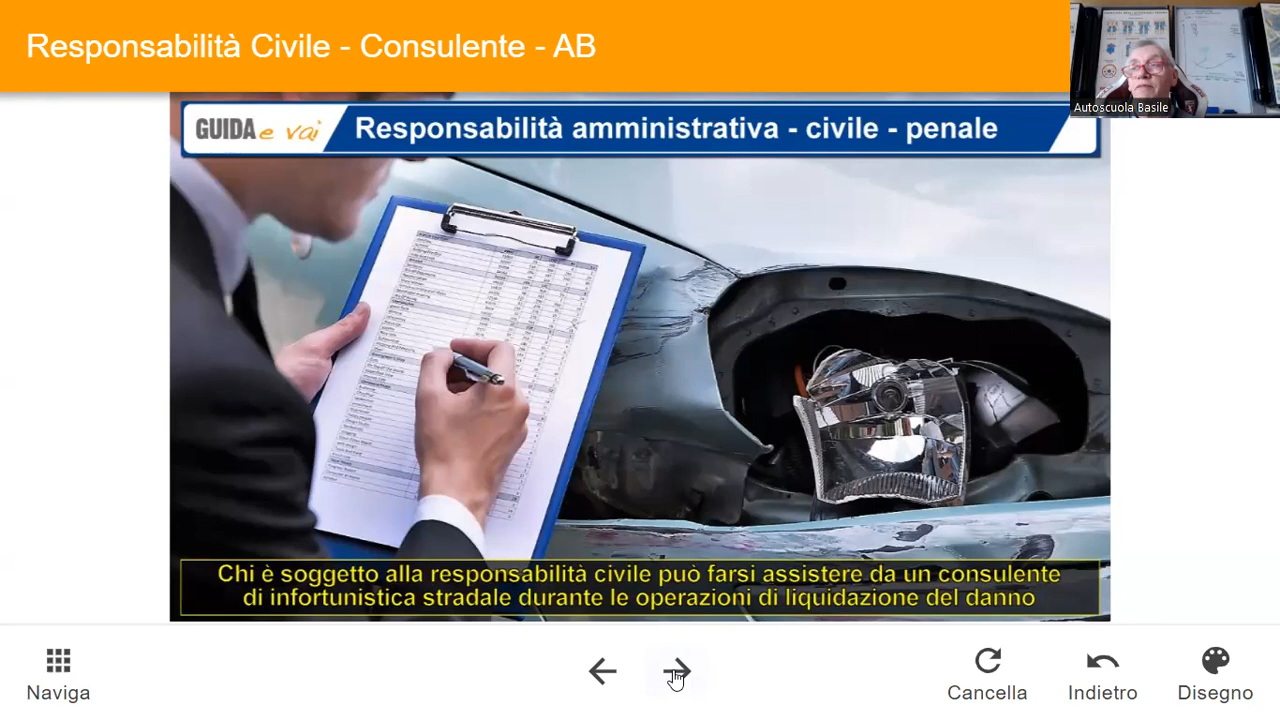 Responsabilità Civile - Consulente - AB
Autoscuola Basile
GUIDA e vai
Responsabilità amministrativa - civile - penale
Chi è soggetto alla responsabilità civile può farsi assistere da un consulente
di infortunistica stradale durante le operazioni di liquidazione del danno
Naviga
Cancella
Indietro
Disegno